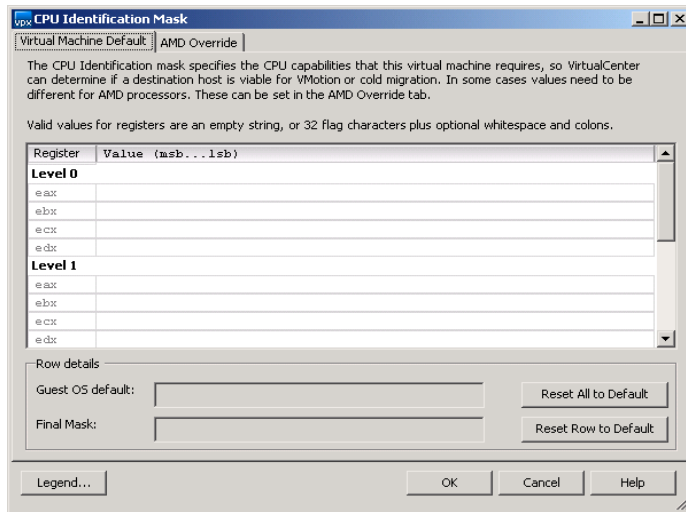 vpx CPU Identification Mask
Virtual Machine Default AMD Override
The CPU Identification mask specifies the CPU capabilities that this virtual machine requires, so VirtualCenter
can determine if a destination host is viable for VMotion or cold migration. In some cases values need to be
different for AMD processors. These can be set in the AMD Override tab.
Valid values for registers are an empty string, or 32 flag characters plus optional whitespace and colons.
Register Value (msb...lsb)
Level 0
eax
ebx
ecx
edx
Level 1
eax
ebx
ecx
edx
Row details
Guest OS default:
Reset All to Default
Final Mask:
Reset Row to Default
Legend... OK Cancel Help